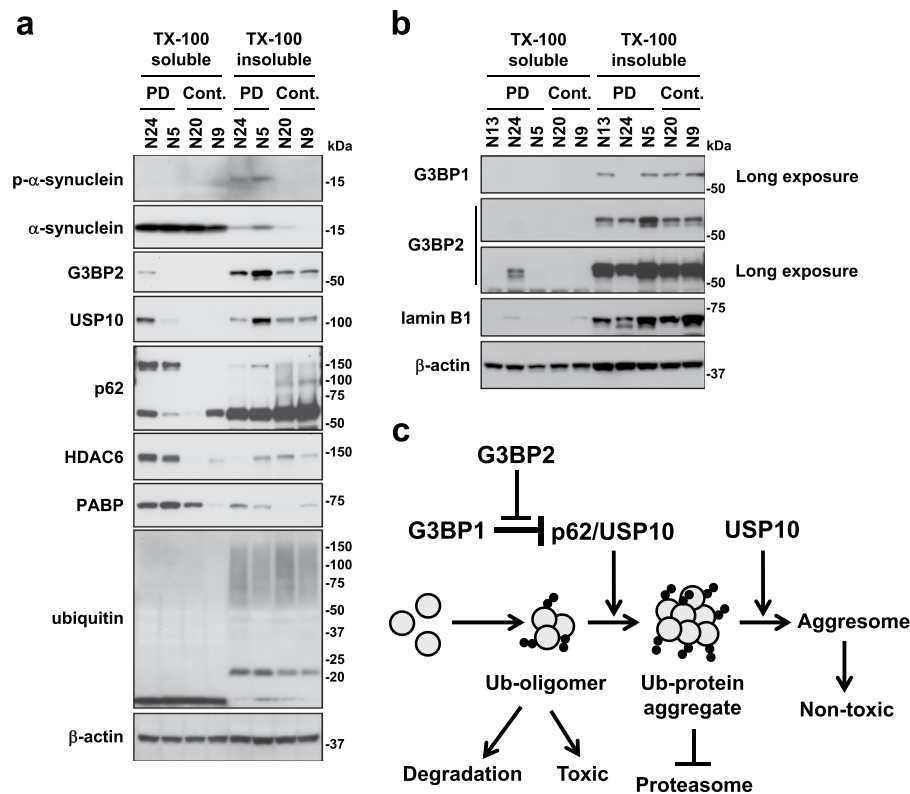 a
TX-100
soluble
TX-100
insoluble
PD
Cont.
PD
Cont.
N24
N5
N20
N9
N24
N5
N20
N9
kDa
p-α-synuclein
-15
α-synuclein
-15
G3BP2
-50
USP10
-100
p62
-150
-100
-75
-50
HDAC6
-150
PABP
-75
ubiquitin
-150
-100
-75
-50
-37
-25
-20
β-actin
-37
b
TX-100
soluble
TX-100
insoluble
PD
Cont.
PD
Cont.
N13
N24
N5
N20
N9
N13
N24
N5
N20
N9
kDa
G3BP1
-50
Long exposure
G3BP2
-50
-50
Long exposure
lamin B1
-75
β-actin
-37
c
G3BP2
G3BP1
p62/USP10
USP10
Aggresome
Ub-oligomer
Ub-protein
aggregate
Non-toxic
Degradation
Toxic
Proteasome